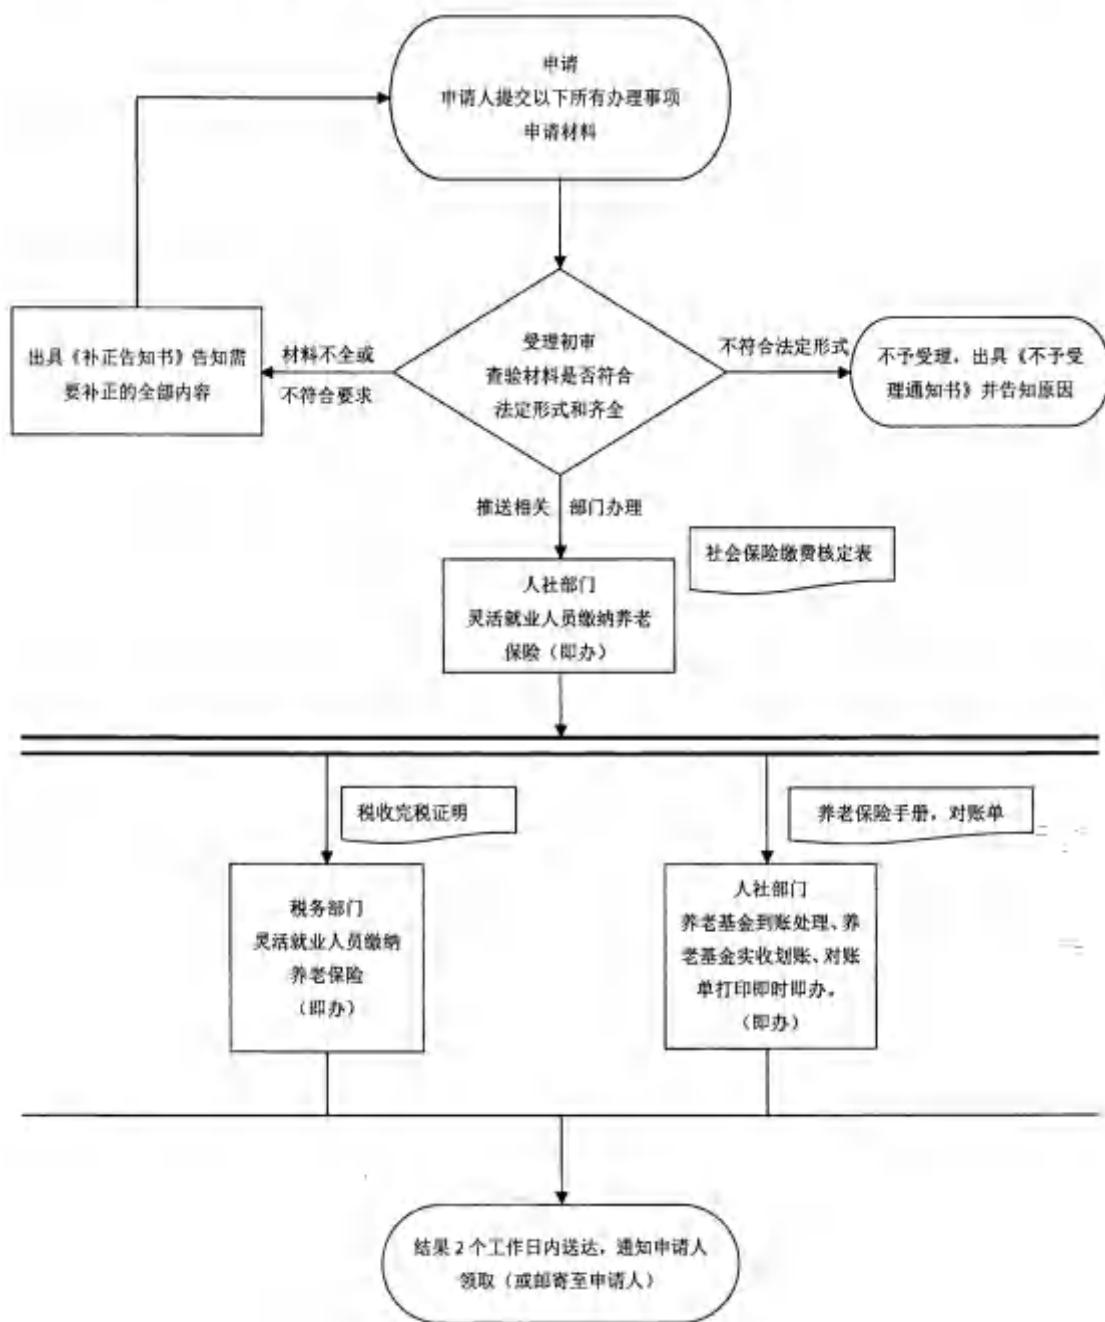 申请
申请人提交以下所有办理事项
申请材料
出具《补正告知书》告知需
要补正的全部内容
材料不全或
不符合要求
受理初审
查验材料是否符合
法定形式和齐全
不符合法定形式
不予受理，出具《不予受
理通知书》并告知原因
推送相关 部门办理
社会保险缴费核定表
人社部门
灵活就业人员缴纳养老
保险（即办）
税收完税证明
养老保险手册，对账单
税务部门
灵活就业人员缴纳
养老保险
（即办）
人社部门
养老基金到账处理、养
老基金实收划账、对账
单打印即时即办。
（即办）
结果 2 个工作日内送达，通知申请人
领取（或邮寄至申请人）